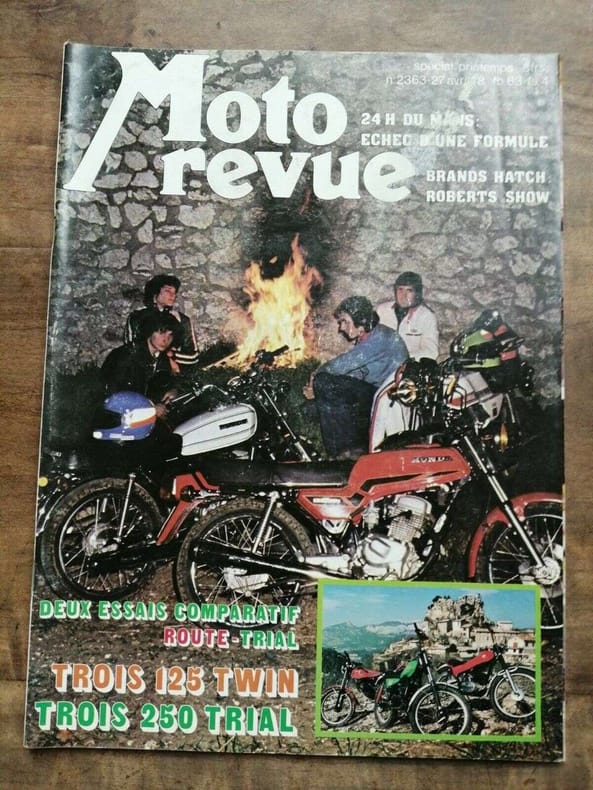 Moto
revue
spécial printemps
n°2363-27 avril 78
24 H DU MANS:
ECHEC D'UNE FORMULE
BRANDS HATCH:
ROBERTS SHOW
HONDA
DEUX ESSAIS COMPARATIF
ROUTE-TRIAL
TROIS 125 TWIN
TROIS 250 TRIAL